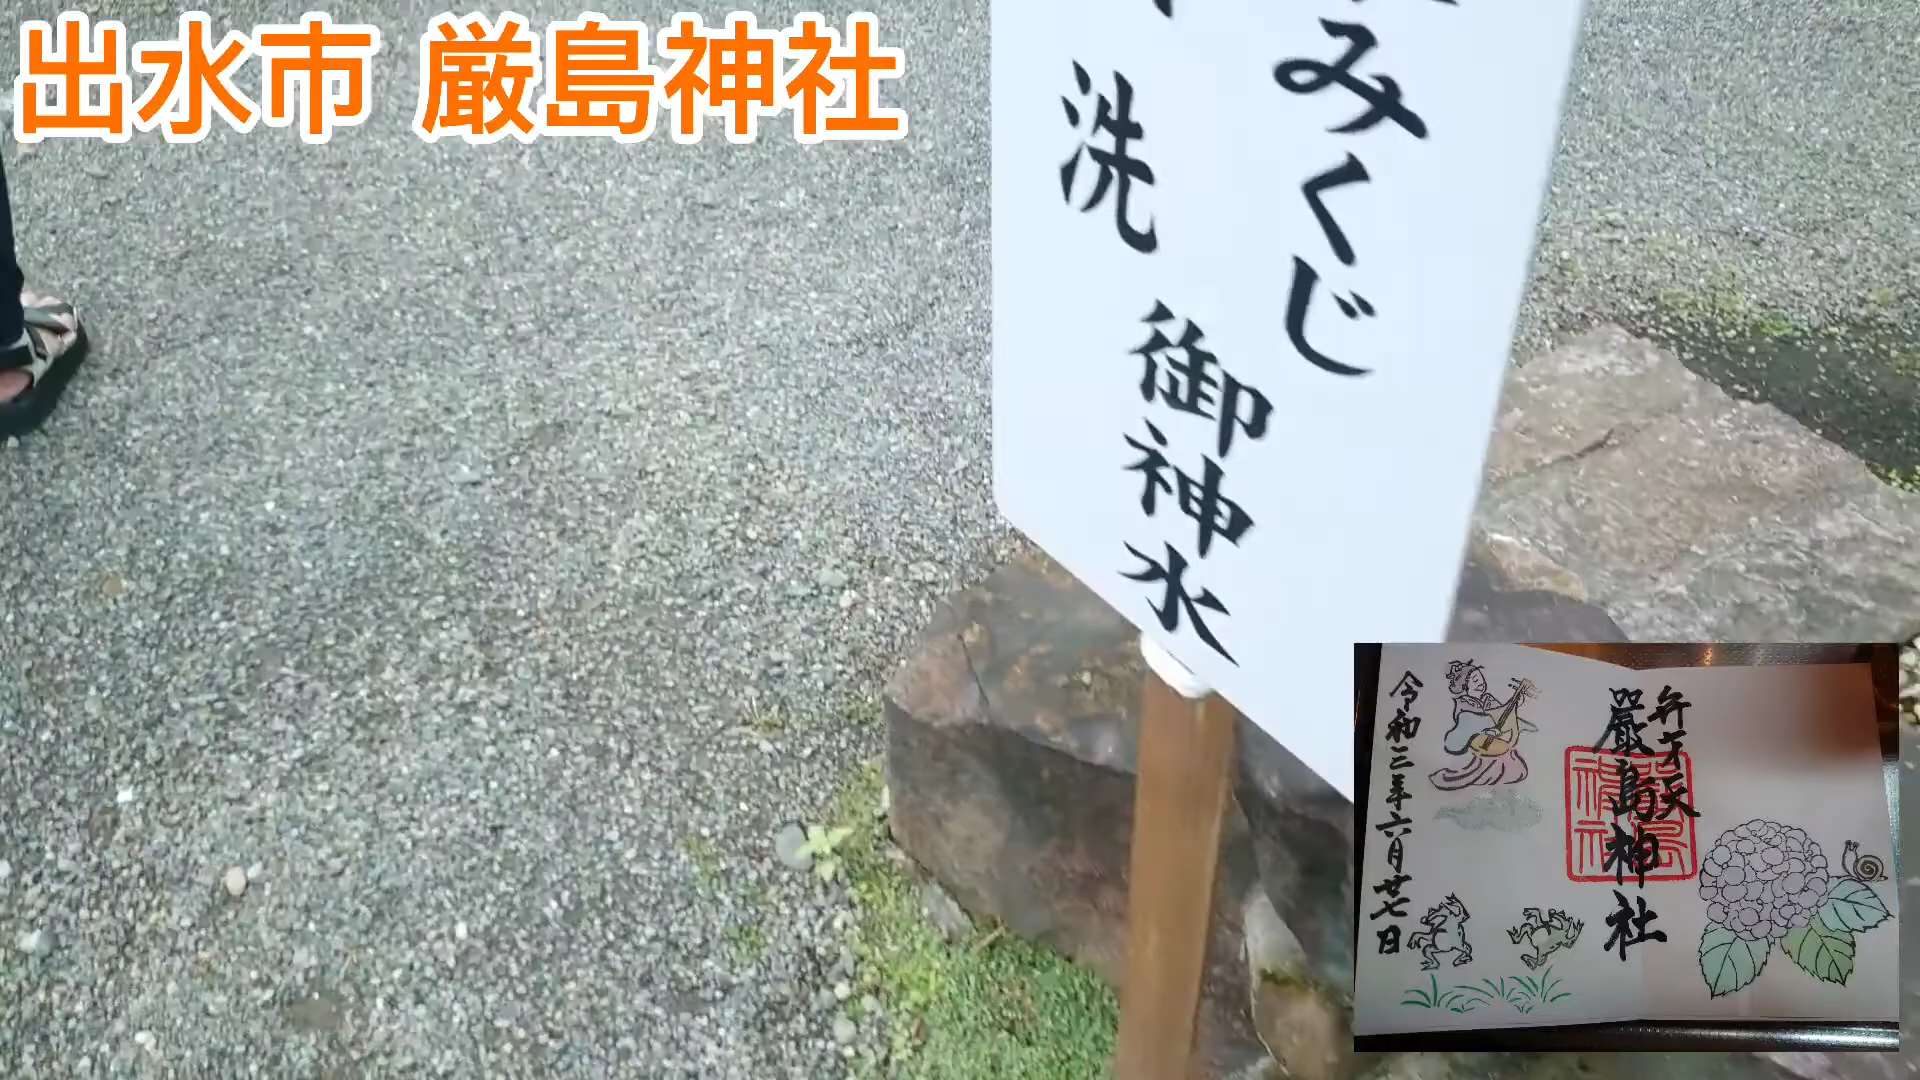 出水市 厳島神社
みくじ
御神水
洗
弁才天
嚴島神社
令和三年六月廿七日